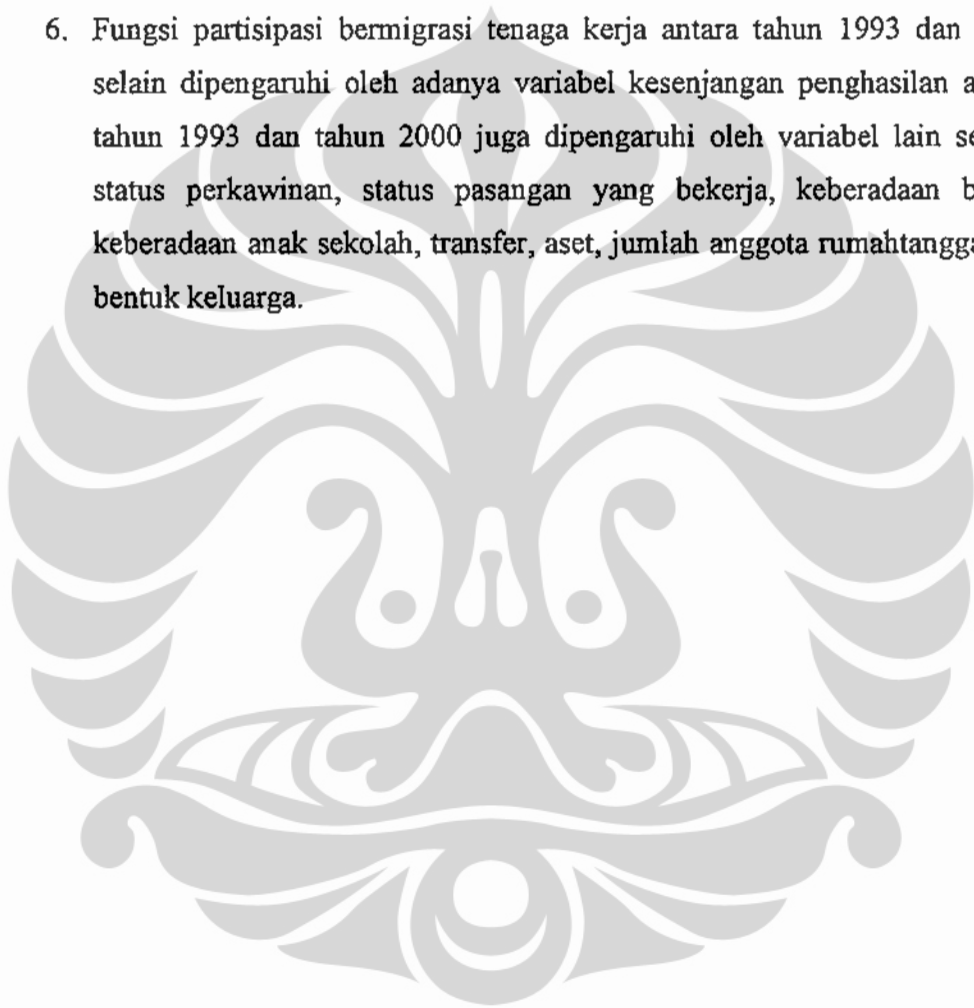 6. Fungsi partisipasi bermigrasi tenaga kerja antara tahun 1993 dan
selain dipengaruhi oleh adanya variabel kesenjangan penghasilan
tahun 1993 dan tahun 2000 juga dipengaruhi oleh variabel lain
status perkawinan, status pasangan yang bekerja, keberadaan
keberadaan anak sekolah, transfer, aset, jumlah anggota rumahtangga
bentuk keluarga.